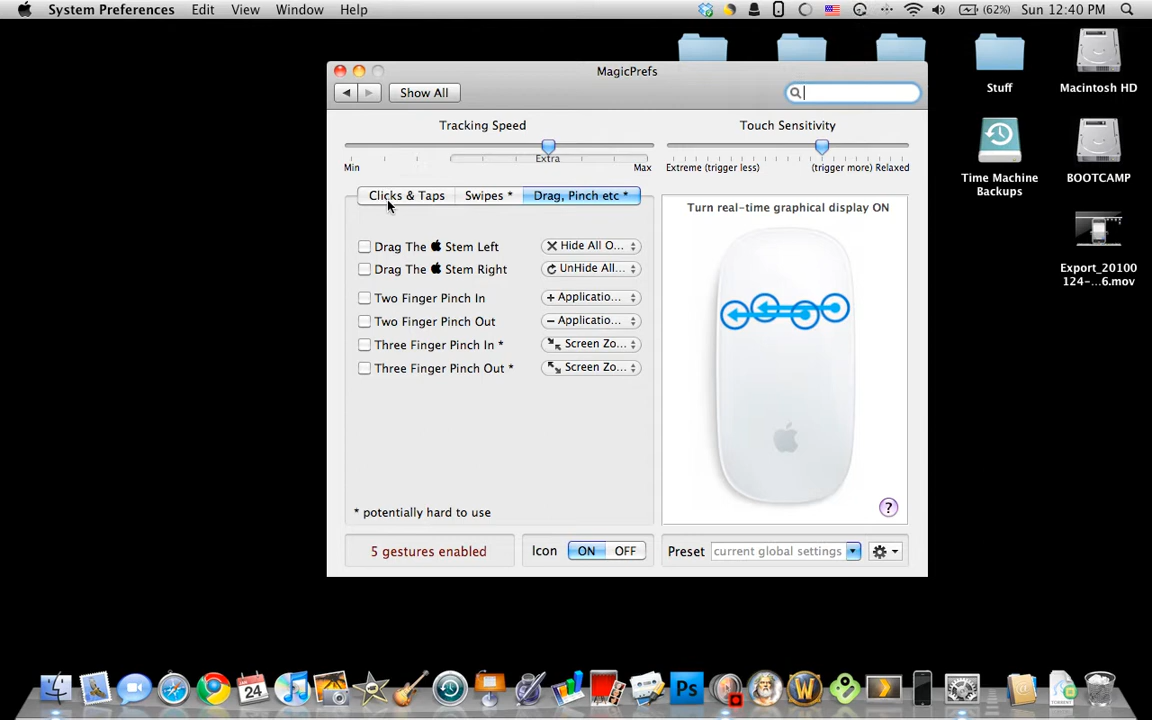 System Preferences Edit View Window Help
(62%) Sun 12:40 PM
MagicPrefs
Show All
Stuff
Macintosh HD
Tracking Speed
Touch Sensitivity
Extra
Min
Max
Extreme (trigger less)
(trigger more) Relaxed
Time Machine
Backups
BOOTCAMP
Clicks & Taps
Swipes *
Drag, Pinch etc *
Turn real-time graphical display ON
Drag The Stem Left
Hide All O...
Drag The Stem Right
UnHide All...
Two Finger Pinch In
+ Applicatio...
Two Finger Pinch Out
− Applicatio...
Three Finger Pinch In *
Screen Zo...
Three Finger Pinch Out *
Screen Zo...
Export_20100
124-...6.mov
* potentially hard to use
?
5 gestures enabled
Icon
ON
OFF
Preset
current global settings
JAN
24
Ps